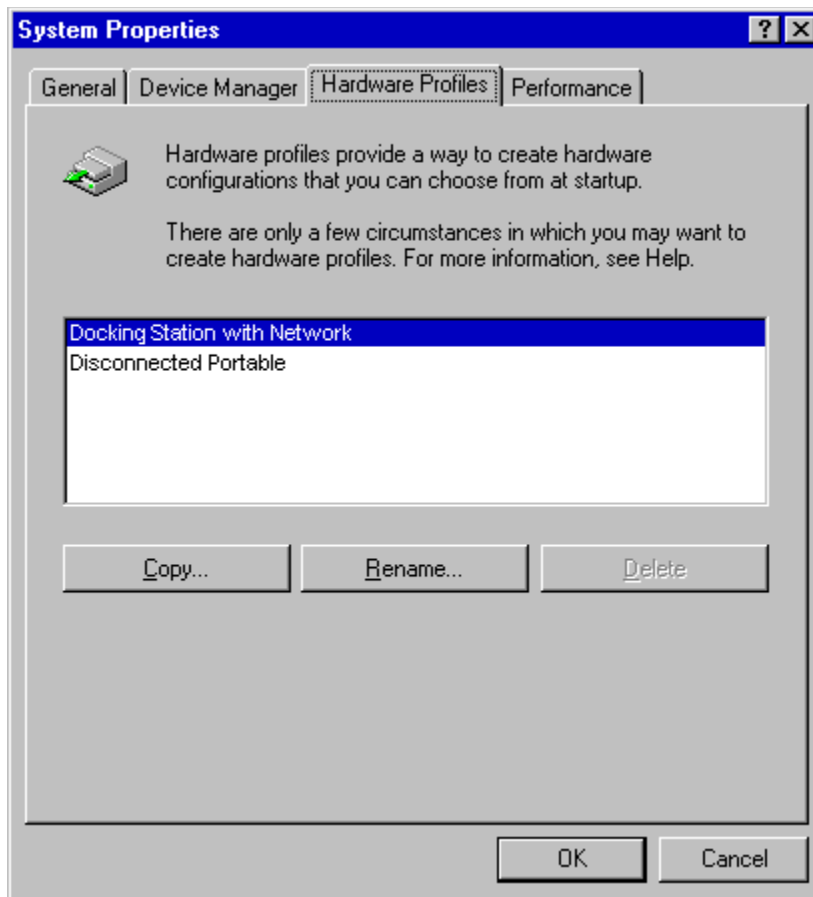 System Properties
General
Device Manager
Hardware Profiles
Performance
Hardware profiles provide a way to create hardware
configurations that you can choose from at startup.
There are only a few circumstances in which you may want to
create hardware profiles. For more information, see Help.
Docking Station with Network
Disconnected Portable
Copy...
Rename...
Delete
OK
Cancel